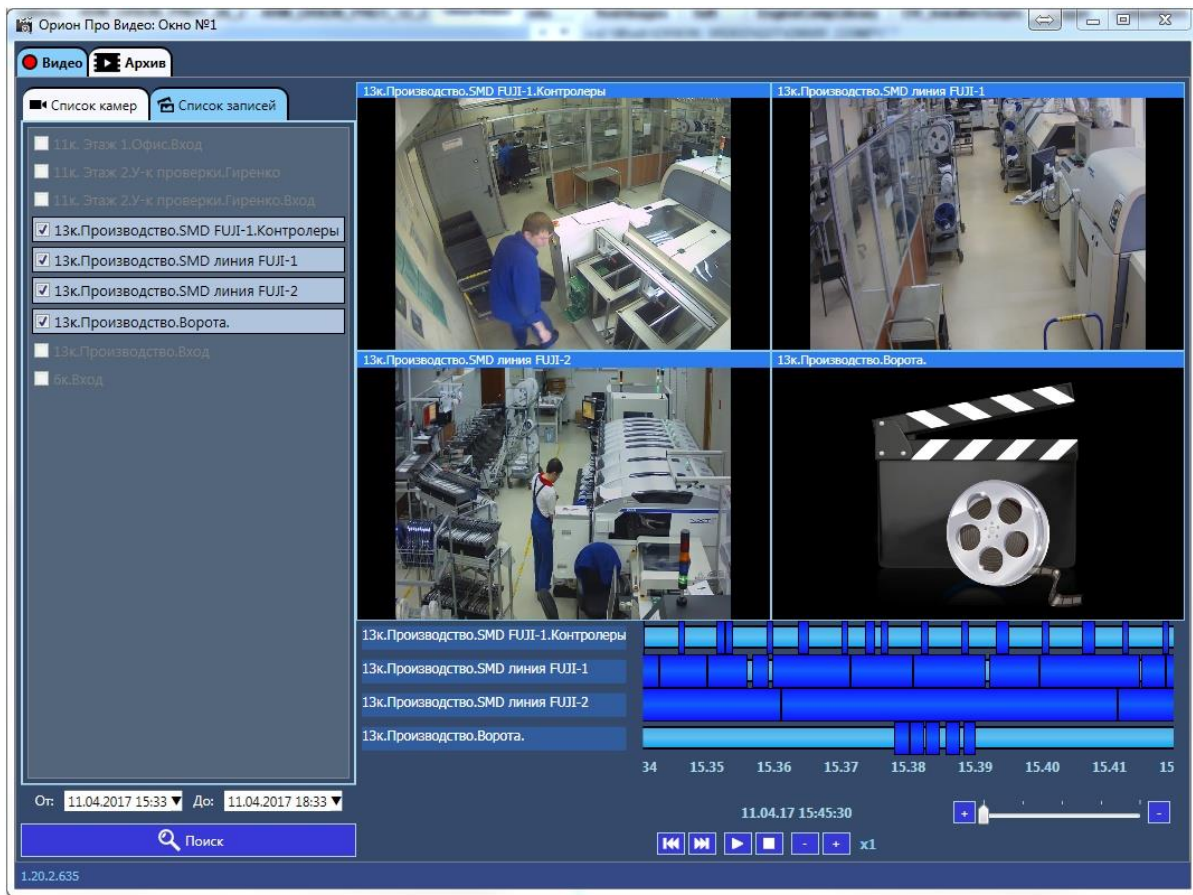 Орион Про Видео: Окно №1
Видео Архив
Список камер Список записей
11к. Этаж 1.Офис.Вход
11к. Этаж 2.У-к проверки.Гиренко
11к. Этаж 2.У-к проверки.Гиренко.Вход
13к.Производство.SMD FUJI-1.Контролеры
13к.Производство.SMD линия FUJI-1
13к.Производство.SMD линия FUJI-2
13к.Производство.Ворота.
13к.Производство.Вход
6к.Вход
От: 11.04.2017 15:33 До: 11.04.2017 18:33
Поиск
1.20.2.635
13к.Производство.SMD FUJI-1.Контролеры
13к.Производство.SMD линия FUJI-1
13к.Производство.SMD линия FUJI-2
13к.Производство.Ворота.
13к.Производство.SMD FUJI-1.Контролеры
13к.Производство.SMD линия FUJI-1
13к.Производство.SMD линия FUJI-2
13к.Производство.Ворота.
34 15.35 15.36 15.37 15.38 15.39 15.40 15.41 15
11.04.17 15:45:30
+ -
- + x1